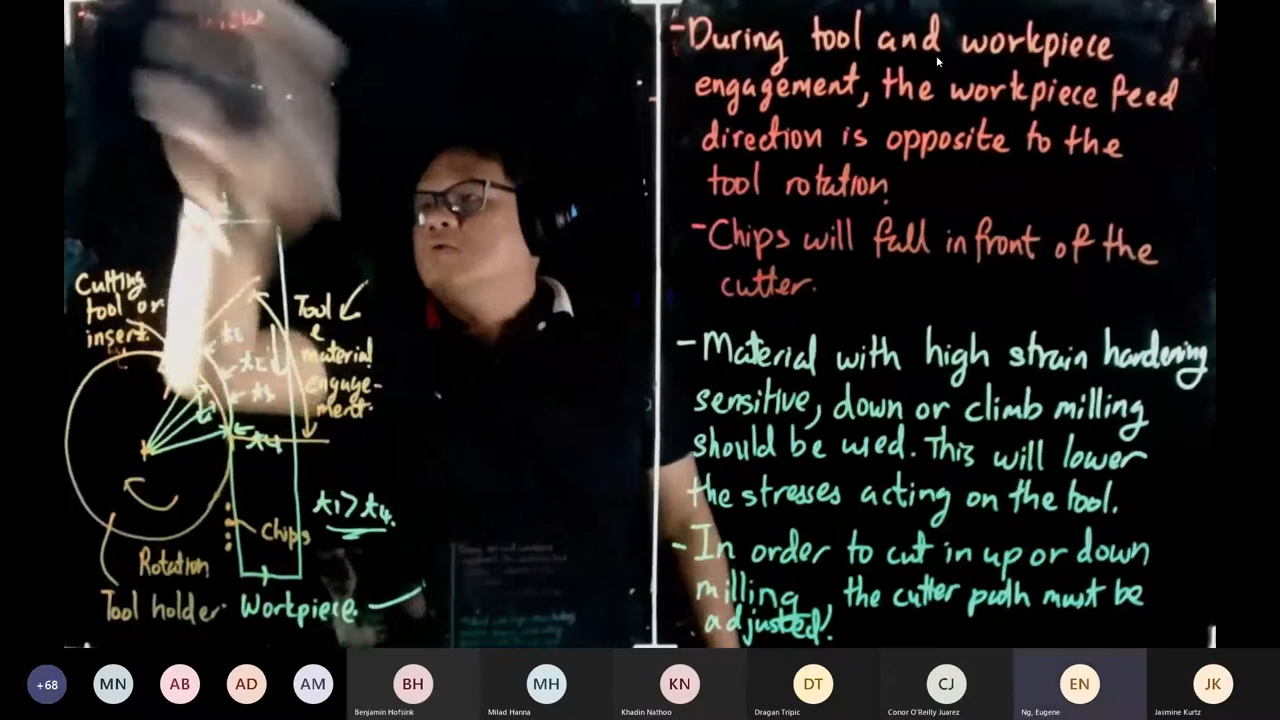 view
Cutting
tool or
insert
t1
t2
t3
t4
Tool
&
material
engage-
ment.
t1 > t4.
Chips
Rotation
Tool holder. Workpiece.
- During tool and workpiece
engagement, the workpiece feed
direction is opposite to the
tool rotation.
- Chips will fall in front of the
cutter.
- Material with high strain hardening
sensitive, down or climb milling
should be used. This will lower
the stresses acting on the tool.
- In order to cut in up or down
milling, the cutter path must be
adjusted.
+68
MN
AB
AD
AM
BH
Benjamin Hofsink
MH
Milad Hanna
KN
Khadin Nathoo
DT
Dragan Tripic
CJ
Conor O'Reilly Juarez
EN
Ng, Eugene
JK
Jasmine Kurtz